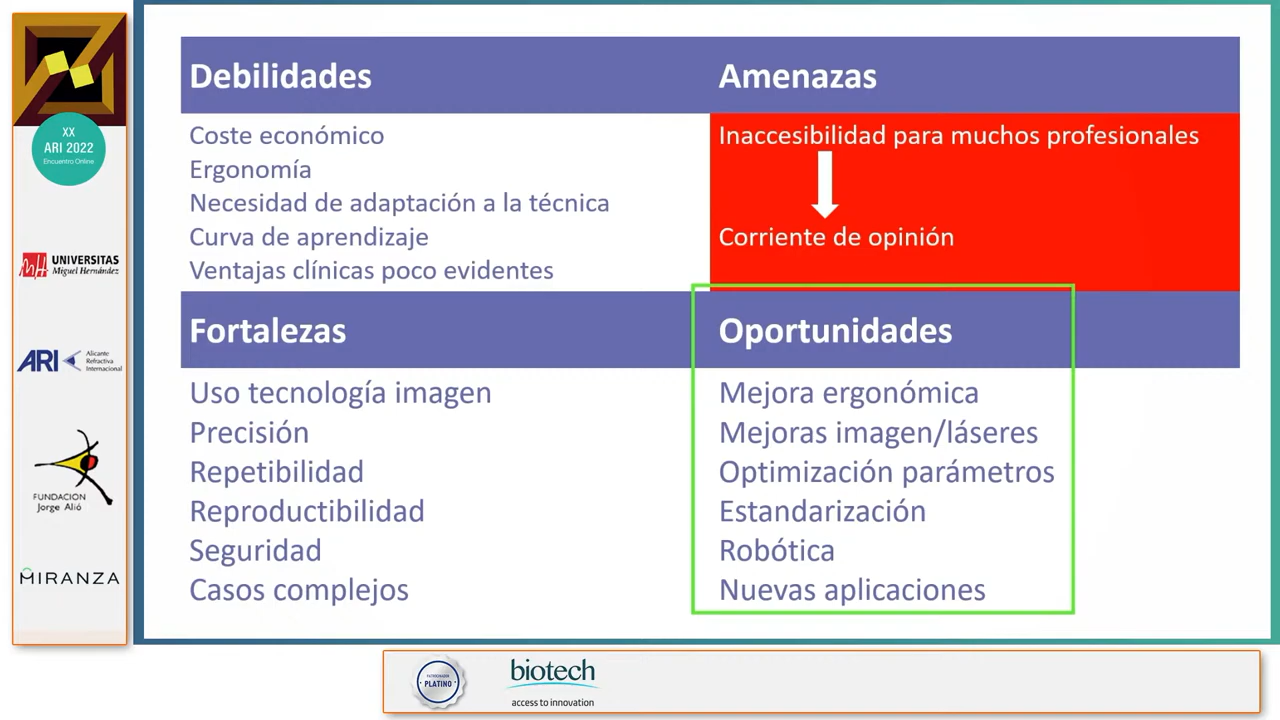 XX
ARI 2022
Encuentro Online
UNIVERSITAS
Miguel Hernández
ARI
Alicante
Refractiva
Internacional
FUNDACION
Jorge Alió
MIRANZA
Debilidades
Coste económico
Ergonomía
Necesidad de adaptación a la técnica
Curva de aprendizaje
Ventajas clínicas poco evidentes
Amenazas
Inaccesibilidad para muchos profesionales
Corriente de opinión
Fortalezas
Uso tecnología imagen
Precisión
Repetibilidad
Reproductibilidad
Seguridad
Casos complejos
Oportunidades
Mejora ergonómica
Mejoras imagen/láseres
Optimización parámetros
Estandarización
Robótica
Nuevas aplicaciones
PATROCINADOR
PLATINO
biotech
access to innovation